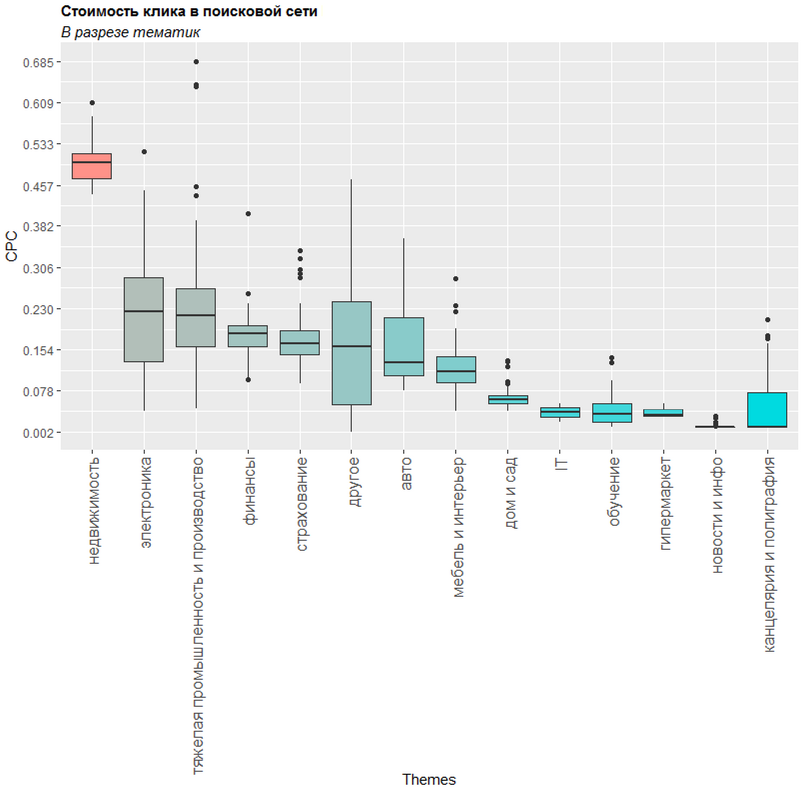 Стоимость клика в поисковой сети
В разрезе тематик
CPC
0.685
0.609
0.533
0.457
0.382
0.306
0.230
0.154
0.078
0.002
недвижимость
электроника
тяжелая промышленность и производство
финансы
страхование
другое
авто
мебель и интерьер
дом и сад
IT
обучение
гипермаркет
новости и инфо
канцелярия и полиграфия
Themes